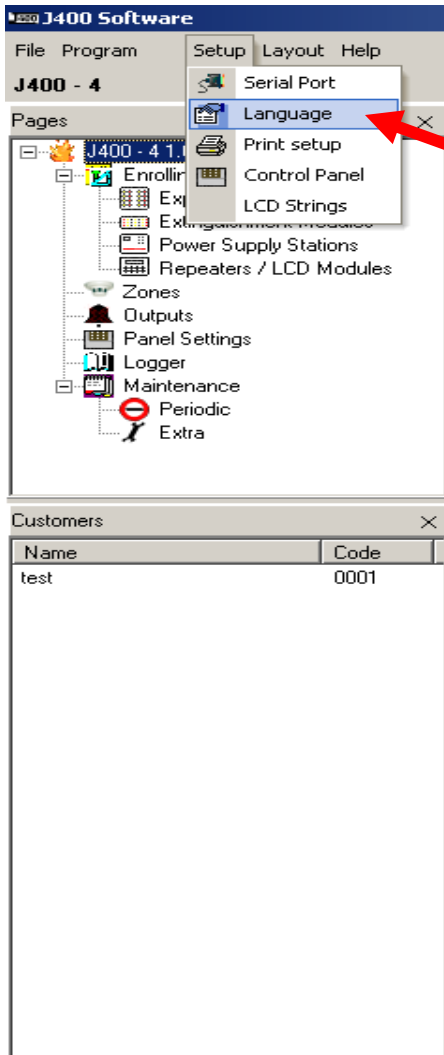 J400 Software
File Program Setup Layout Help
J400 - 4
Serial Port
Language
Print setup
Control Panel
LCD Strings
Pages
J400 - 4 1.
Enrollin
Ex
Power Supply Stations
Repeaters / LCD Modules
Zones
Outputs
Panel Settings
Logger
Maintenance
Periodic
Extra
Customers
Name Code
test 0001